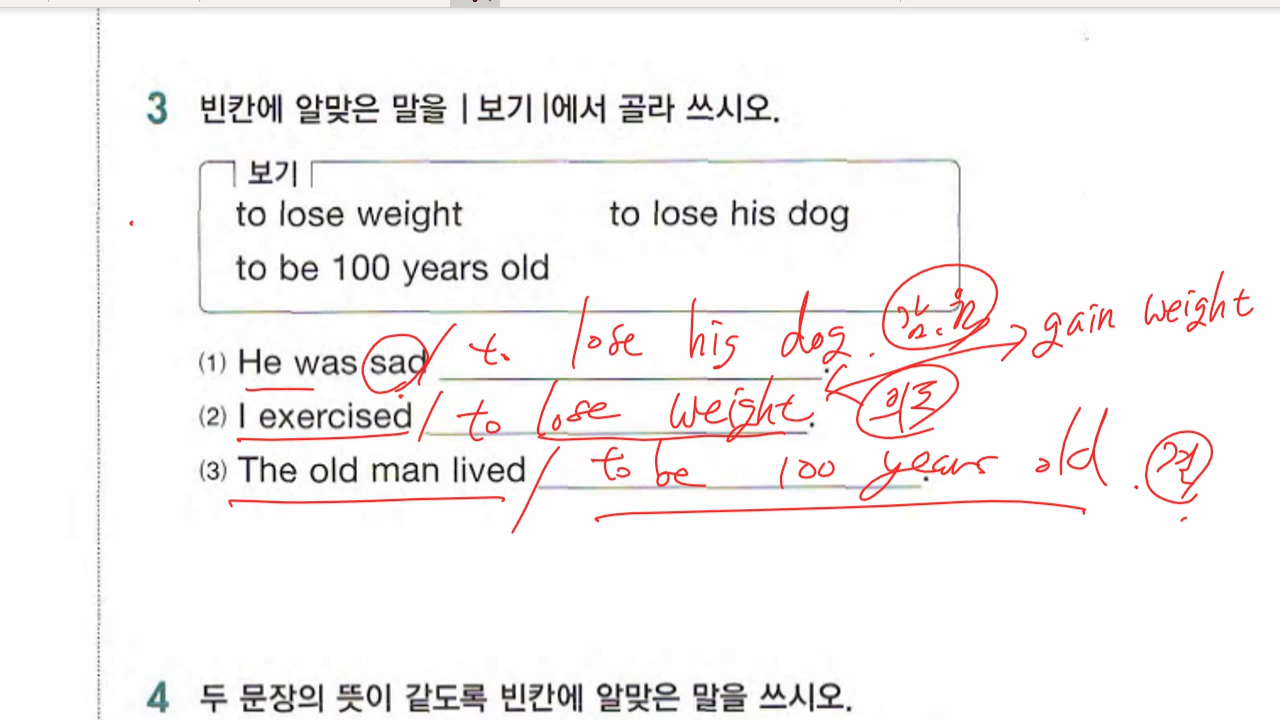 3 빈칸에 알맞은 말을 |보기|에서 골라 쓰시오.
보기
to lose weight to lose his dog
to be 100 years old
(1) He was sad / to lose his dog. 감.원
gain weight
(2) I exercised / to lose weight. 의도
(3) The old man lived / to be 100 years old. 결
4 두 문장의 뜻이 같도록 빈칸에 알맞은 말을 쓰시오.